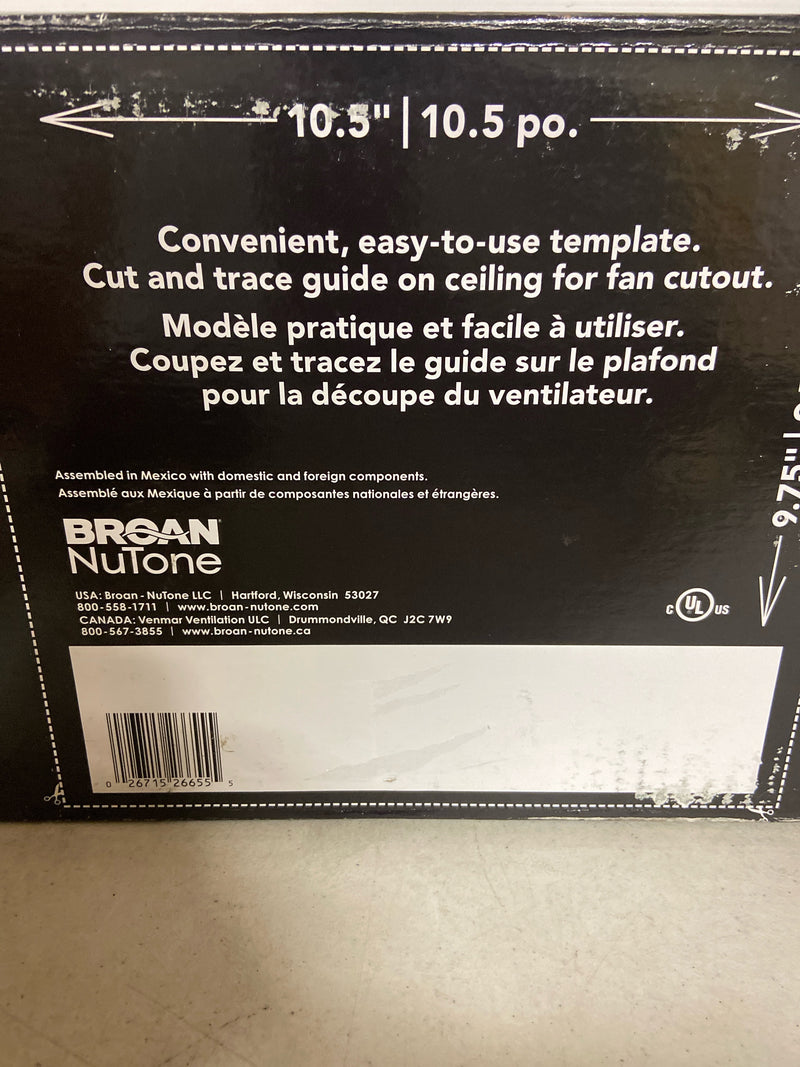 10.5" | 10.5 po.
Convenient, easy-to-use template.
Cut and trace guide on ceiling for fan cutout.
Modèle pratique et facile à utiliser.
Coupez et tracez le guide sur le plafond
pour la découpe du ventilateur.
9.75" |
Assembled in Mexico with domestic and foreign components.
Assemblé aux Mexique à partir de composantes nationales et étrangères.
BROAN
NuTone
USA: Broan - NuTone LLC | Hartford, Wisconsin 53027
800-558-1711 | www.broan-nutone.com
CANADA: Venmar Ventilation ULC | Drummondville, QC J2C 7W9
800-567-3855 | www.broan-nutone.ca
C UL US
0 26715 26655 5